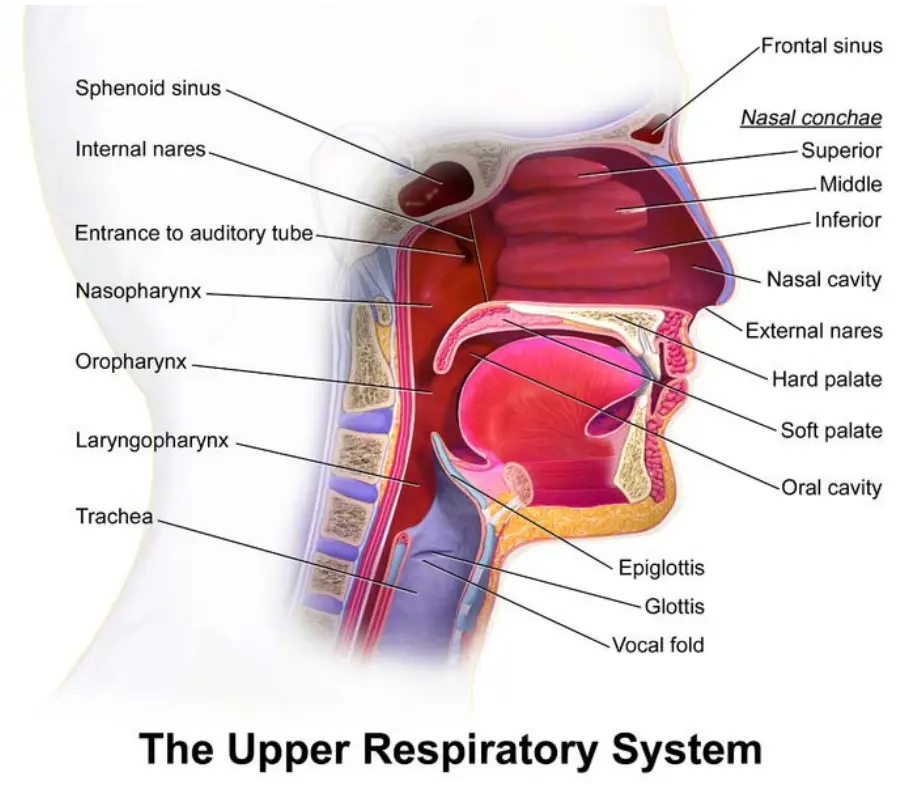 Sphenoid sinus
Internal nares
Entrance to auditory tube
Nasopharynx
Oropharynx
Laryngopharynx
Trachea
Frontal sinus
Nasal conchae
Superior
Middle
Inferior
Nasal cavity
External nares
Hard palate
Soft palate
Oral cavity
Epiglottis
Glottis
Vocal fold
The Upper Respiratory System